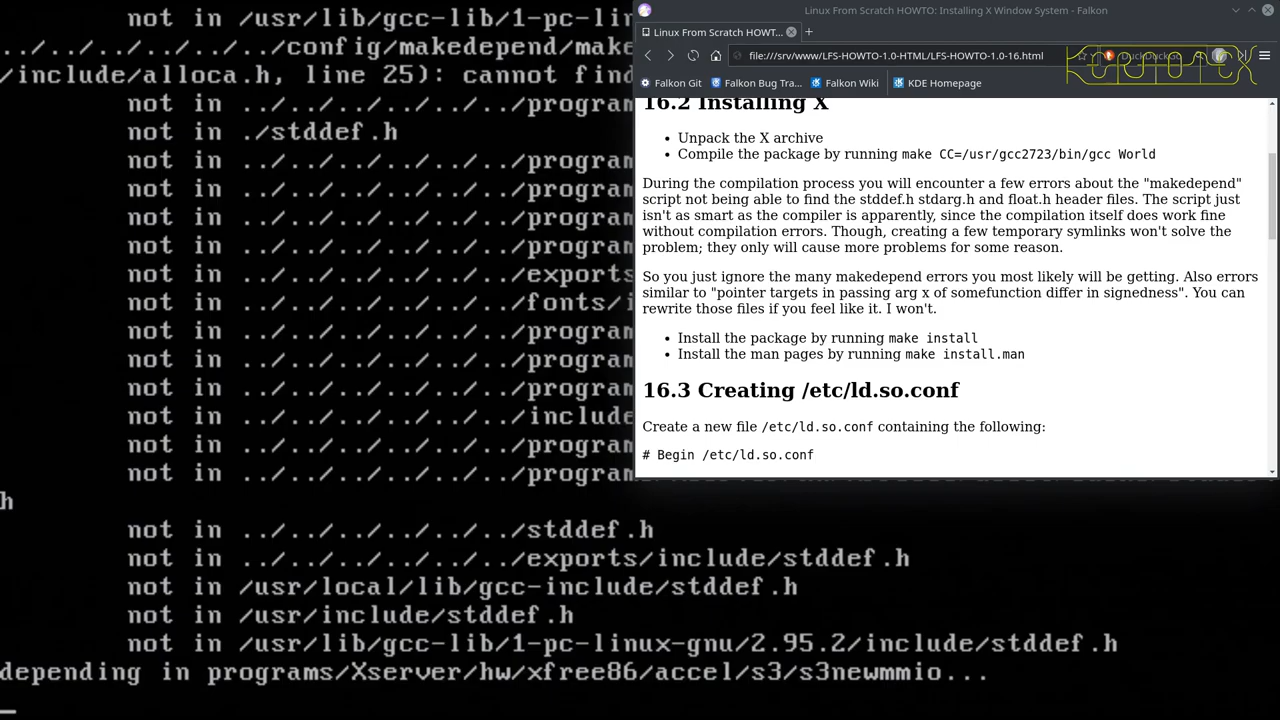 not in /usr/lib/gcc-lib/1-pc-lin
../../../../../config/makedepend/make
/include/alloca.h, line 25): cannot find
not in ../../../../../program
not in ./stddef.h
not in ../../../../../program
not in ../../../../../program
not in ../../../../../program
not in ../../../../../program
not in ../../../../../exports
not in ../../../../../fonts/i
not in ../../../../../program
not in ../../../../../program
not in ../../../../../program
not in ../../../../../include
not in ../../../../../program
not in ../../../../../program
h
not in ../../../../../stddef.h
not in ../../../../../exports/include/stddef.h
not in /usr/local/lib/gcc-include/stddef.h
not in /usr/include/stddef.h
not in /usr/lib/gcc-lib/1-pc-linux-gnu/2.95.2/include/stddef.h
depending in programs/Xserver/hw/xfree86/accel/s3/s3newmmio...
Linux From Scratch HOWTO: Installing X Window System - Falkon
Linux From Scratch HOWT...
file:///srv/www/LFS-HOWTO-1.0-HTML/LFS-HOWTO-1.0-16.html
Falkon Git Falkon Bug Tra... Falkon Wiki KDE Homepage
16.2 Installing X
• Unpack the X archive
• Compile the package by running make CC=/usr/gcc2723/bin/gcc World
During the compilation process you will encounter a few errors about the "makedepend"
script not being able to find the stddef.h stdarg.h and float.h header files. The script just
isn't as smart as the compiler is apparently, since the compilation itself does work fine
without compilation errors. Though, creating a few temporary symlinks won't solve the
problem; they only will cause more problems for some reason.
So you just ignore the many makedepend errors you most likely will be getting. Also errors
similar to "pointer targets in passing arg x of somefunction differ in signedness". You can
rewrite those files if you feel like it. I won't.
• Install the package by running make install
• Install the man pages by running make install.man
16.3 Creating /etc/ld.so.conf
Create a new file /etc/ld.so.conf containing the following:
# Begin /etc/ld.so.conf